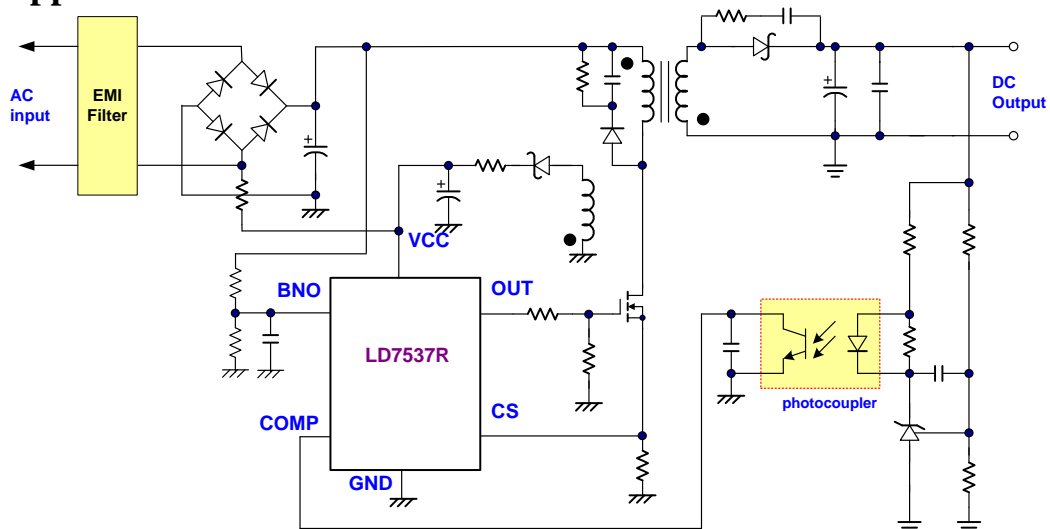 AC
input
EMI
Filter
DC
Output
VCC
BNO
OUT
LD7537R
photocoupler
COMP
CS
GND
+
+
+